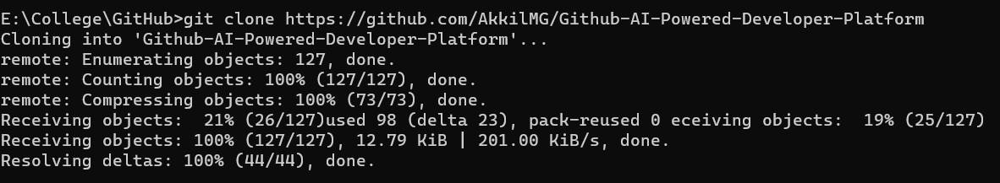 E:\College\GitHub>git clone https://github.com/AkkilMG/Github-AI-Powered-Developer-Platform
Cloning into 'Github-AI-Powered-Developer-Platform'...
remote: Enumerating objects: 127, done.
remote: Counting objects: 100% (127/127), done.
remote: Compressing objects: 100% (73/73), done.
Receiving objects:  21% (26/127)used 98 (delta 23), pack-reused 0 eceiving objects:  19% (25/127)
Receiving objects: 100% (127/127), 12.79 KiB | 201.00 KiB/s, done.
Resolving deltas: 100% (44/44), done.